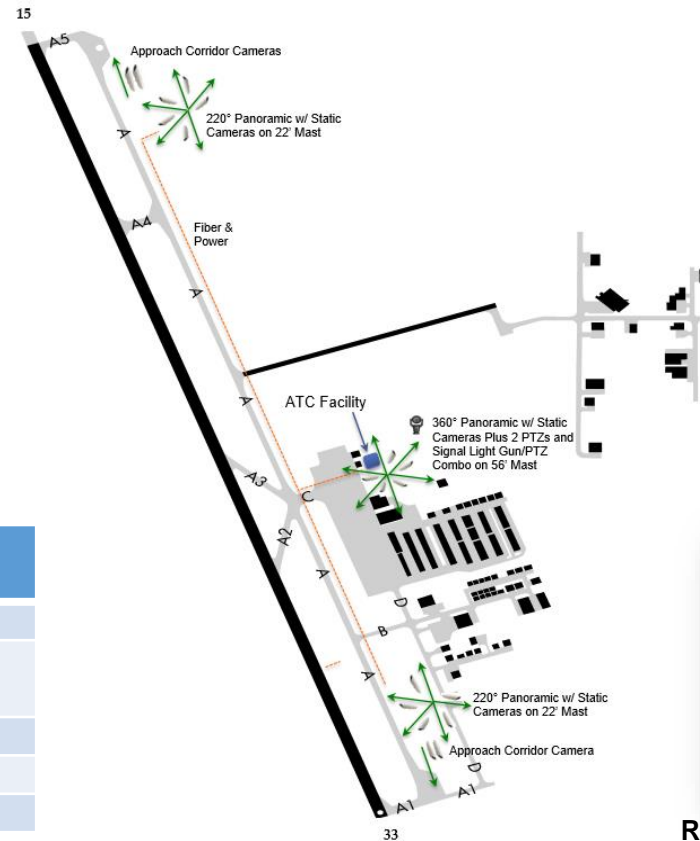 15
A5
Approach Corridor Cameras
A
220° Panoramic w/ Static
Cameras on 22' Mast
A4
Fiber &
Power
A
A
ATC Facility
360° Panoramic w/ Static
Cameras Plus 2 PTZs and
Signal Light Gun/PTZ
Combo on 56' Mast
A3
C
A2
A
D
B
A
220° Panoramic w/ Static
Cameras on 22' Mast
Approach Corridor Camera
D
A1
A1
33
R